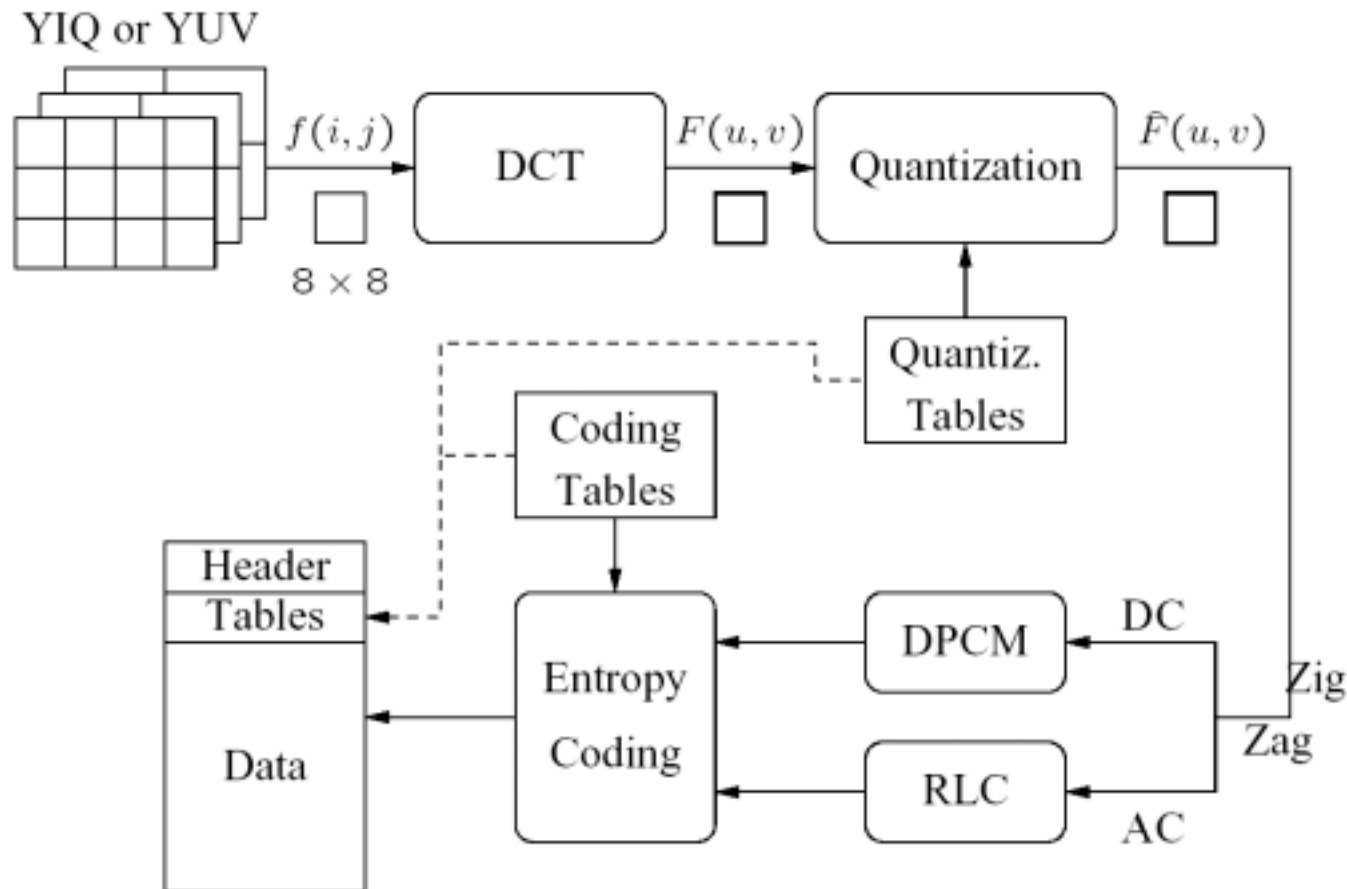 YIQ or YUV
f(i, j)
DCT
F(u, v)
Quantization
F̂(u, v)
8 × 8
Quantiz.
Tables
Coding
Tables
Header
Tables
Data
Entropy
Coding
DPCM
DC
RLC
AC
Zig
Zag